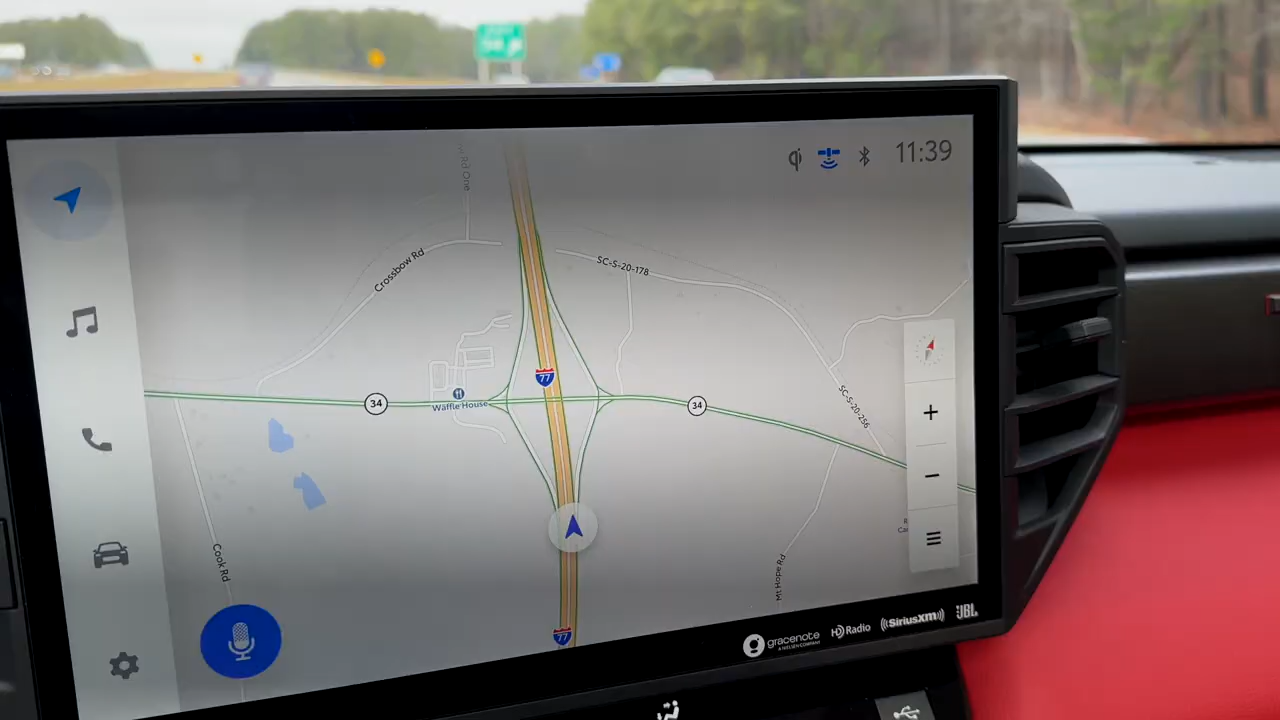 11:39
Crossbow Rd
SC-S-20-178
77
34
Waffle House
34
SC-S-20-256
+
−
Cook Rd
Mt Hope Rd
77
gracenote
A NIELSEN COMPANY
HD Radio
((SiriusXM))
JBL